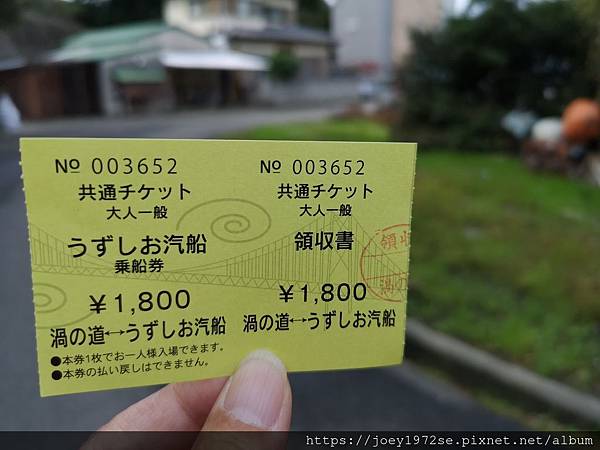 No 003652
共通チケット
大人一般
うずしお汽船
乗船券
￥1,800
渦の道↔うずしお汽船
●本券1枚でお一人様入場できます。
●本券の払い戻しはできません。
No 003652
共通チケット
大人一般
領収書
￥1,800
渦の道↔うずしお汽船
領収
渦の
https://joey1972se.pixnet.net/album